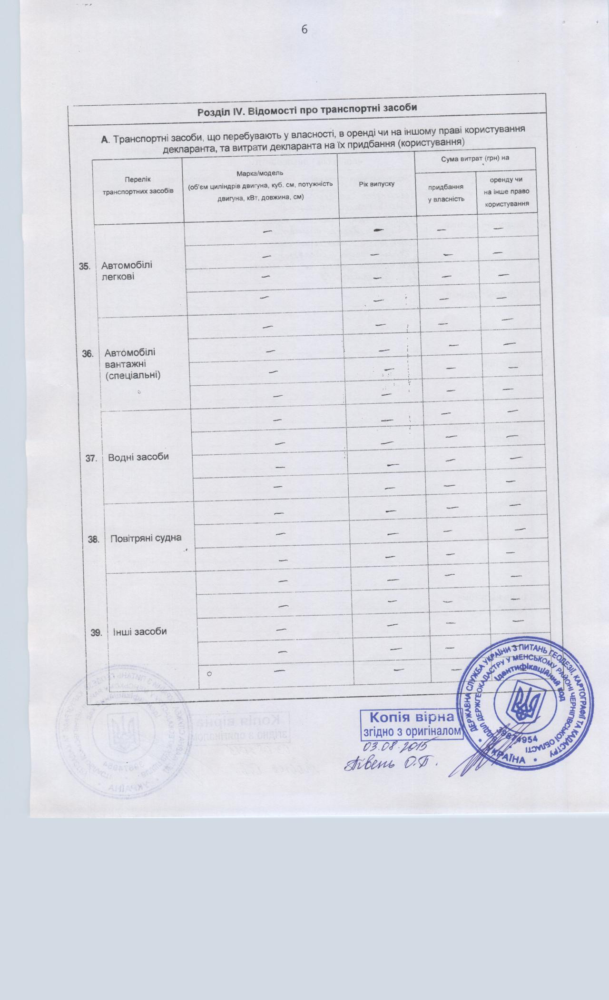 6
Розділ IV. Відомості про транспортні засоби
А. Транспортні засоби, що перебувають у власності, в оренді чи на іншому праві користування
декларанта, та витрати декларанта на їх придбання (користування)
Перелік
транспортних засобів
Марка/модель
(об'єм циліндрів двигуна, куб. см, потужність
двигуна, кВт, довжина, см)
Рік випуску
Сума витрат (грн) на
придбання
у власність
оренду чи
на інше право
користування
35. Автомобілі
легкові
— — — —
— — — —
— — — —
— — — —
36. Автомобілі
вантажні
(спеціальні)
— — — —
— — — —
— — — —
— — — —
37. Водні засоби
— — — —
— — — —
— — — —
— — — —
38. Повітряні судна
— — — —
— — — —
— — — —
39. Інші засоби
— — — —
— — — —
— — — —
— — — —
— — — —
Копія вірна
згідно з оригіналом
03.08.2015
Півень О.П.
ДЕРЖАВНА СЛУЖБА УКРАЇНИ З ПИТАНЬ ГЕОДЕЗІЇ, КАРТОГРАФІЇ ТА КАДАСТРУ
ВІДДІЛ ДЕРЖГЕОКАДАСТРУ У МЕНСЬКОМУ РАЙОНІ ЧЕРНІГІВСЬКОЇ ОБЛАСТІ
Ідентифікаційний код
39874954
УКРАЇНА